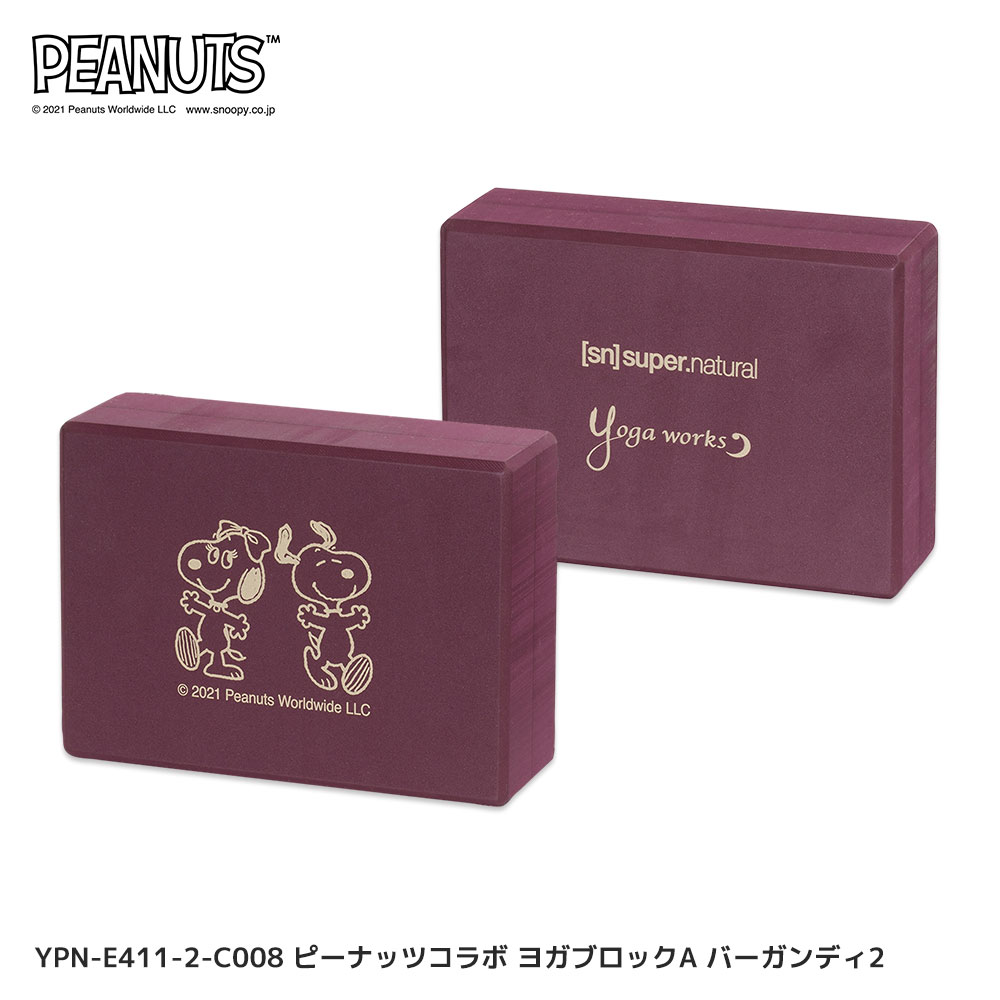 PEANUTS™
© 2021 Peanuts Worldwide LLC www.snoopy.co.jp
[sn]super.natural
Yoga works
© 2021 Peanuts Worldwide LLC
YPN-E411-2-C008 ピーナッツコラボ ヨガブロックA バーガンディ2